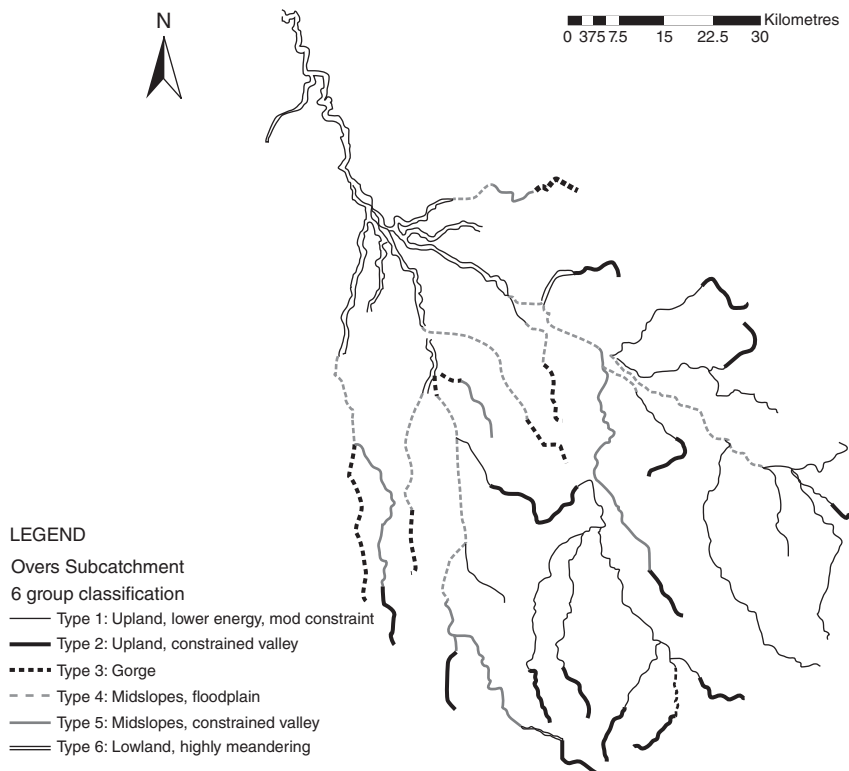 N
Kilometres
0 375 7.5 15 22.5 30
LEGEND
Overs Subcatchment
6 group classification
Type 1: Upland, lower energy, mod constraint
Type 2: Upland, constrained valley
Type 3: Gorge
Type 4: Midslopes, floodplain
Type 5: Midslopes, constrained valley
Type 6: Lowland, highly meandering